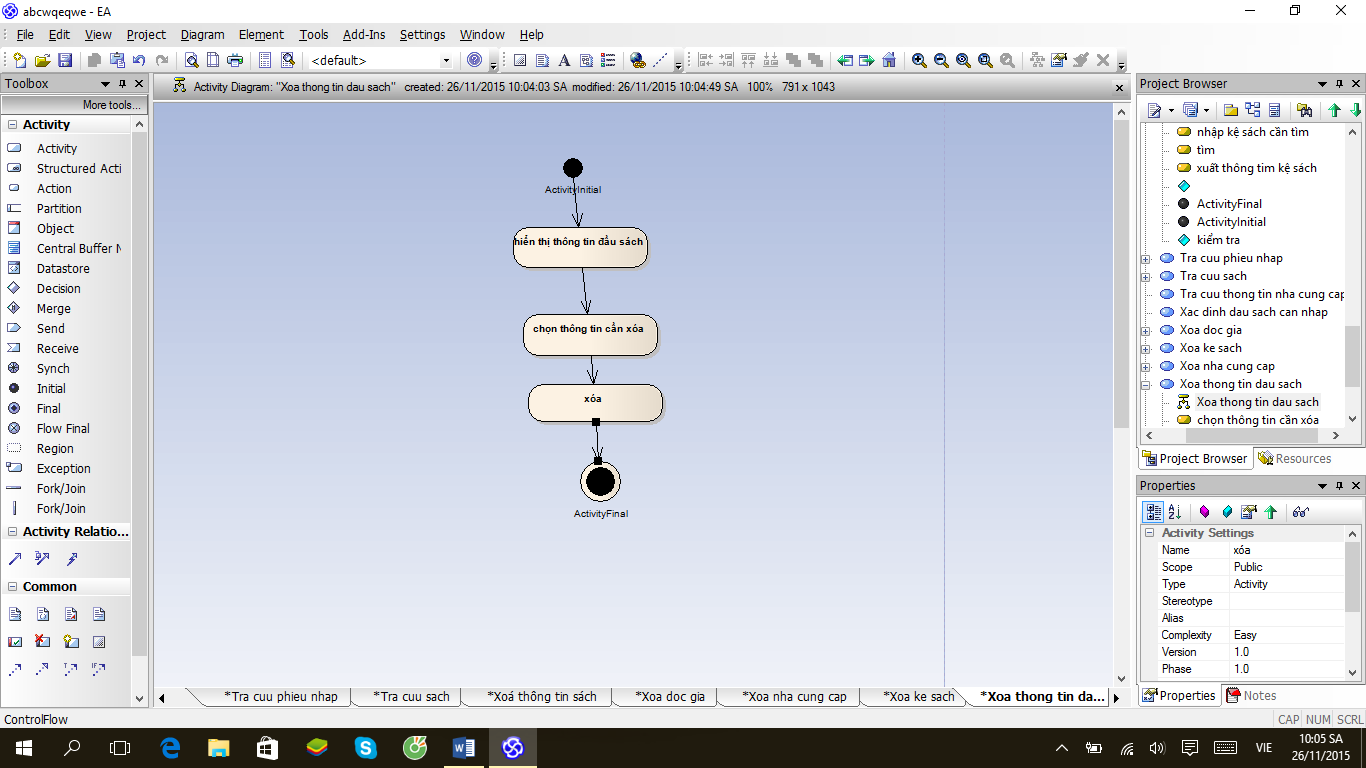 abcwqeqwe - EA
File Edit View Project Diagram Element Tools Add-Ins Settings Window Help
<default>
Toolbox
More tools...
Activity
Activity
Structured Acti
Action
Partition
Object
Central Buffer N
Datastore
Decision
Merge
Send
Receive
Synch
Initial
Final
Flow Final
Region
Exception
Fork/Join
Fork/Join
Activity Relatio...
Common
Activity Diagram: "Xoa thong tin dau sach" created: 26/11/2015 10:04:03 SA modified: 26/11/2015 10:04:49 SA 100% 791 x 1043
ActivityInitial
hiển thị thông tin đầu sách
chọn thông tin cần xóa
xóa
ActivityFinal
*Tra cuu phieu nhap *Tra cuu sach *Xoá thông tin sách *Xoa doc gia *Xoa nha cung cap *Xoa ke sach *Xoa thong tin da...
Project Browser
nhập kệ sách cần tìm
tìm
xuất thông tim kệ sách
ActivityFinal
ActivityInitial
kiểm tra
Tra cuu phieu nhap
Tra cuu sach
Tra cuu thong tin nha cung cap
Xac dinh dau sach can nhap
Xoa doc gia
Xoa ke sach
Xoa nha cung cap
Xoa thong tin dau sach
Xoa thong tin dau sach
chọn thông tin cần xóa
Project Browser Resources
Properties
Activity Settings
Name xóa
Scope Public
Type Activity
Stereotype
Alias
Complexity Easy
Version 1.0
Phase 1.0
Properties Notes
ControlFlow
CAP NUM SCRL
VIE
10:05 SA
26/11/2015